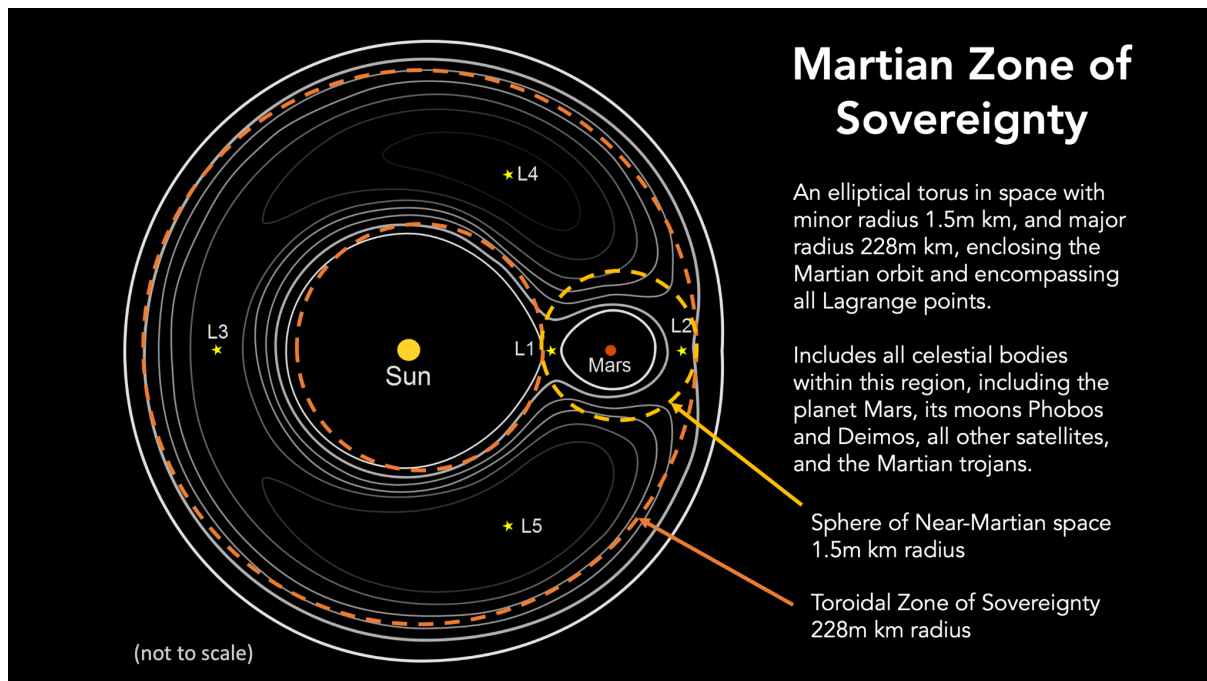 Martian Zone of
Sovereignty
An elliptical torus in space with
minor radius 1.5m km, and major
radius 228m km, enclosing the
Martian orbit and encompassing
all Lagrange points.
Includes all celestial bodies
within this region, including the
planet Mars, its moons Phobos
and Deimos, all other satellites,
and the Martian trojans.
Sphere of Near-Martian space
1.5m km radius
Toroidal Zone of Sovereignty
228m km radius
L4
L3
L1
L2
Sun
Mars
L5
(not to scale)